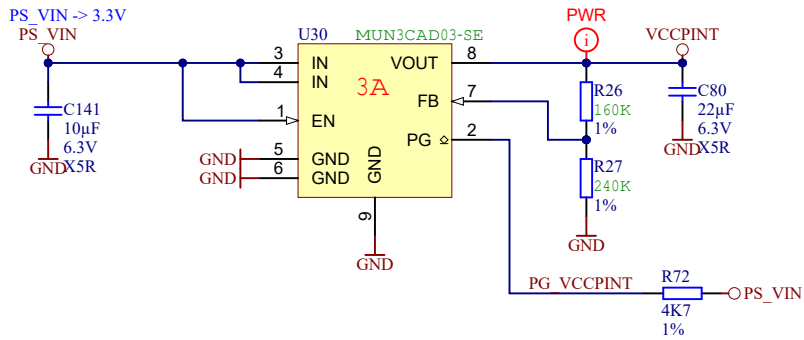 PS_VIN -> 3.3V
PS_VIN
C141
10µF
6.3V
X5R
GND
U30
MUN3CAD03-SE
3A
3
IN
4
IN
1
EN
GND
5
GND
GND
6
GND
GND
9
GND
VOUT
8
FB
7
PG
2
PWR
i
R26
160K
1%
R27
240K
1%
GND
VCCPINT
C80
22µF
6.3V
X5R
GND
PG_VCCPINT
R72
4K7
1%
PS_VIN